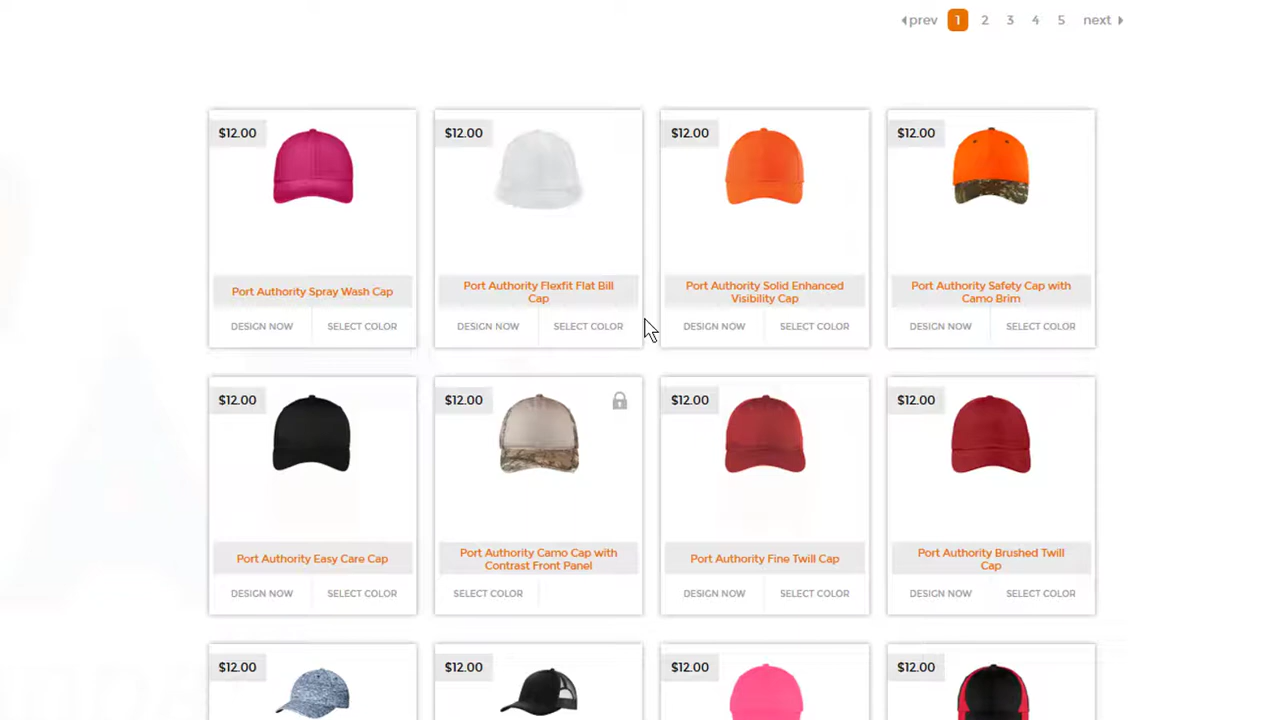 prev 1 2 3 4 5 next
$12.00 $12.00 $12.00 $12.00
Port Authority Spray Wash Cap
Port Authority Flexfit Flat Bill
Cap
Port Authority Solid Enhanced
Visibility Cap
Port Authority Safety Cap with
Camo Brim
DESIGN NOW SELECT COLOR DESIGN NOW SELECT COLOR DESIGN NOW SELECT COLOR DESIGN NOW SELECT COLOR
$12.00 $12.00 $12.00 $12.00
Port Authority Easy Care Cap
Port Authority Camo Cap with
Contrast Front Panel
Port Authority Fine Twill Cap
Port Authority Brushed Twill
Cap
DESIGN NOW SELECT COLOR SELECT COLOR DESIGN NOW SELECT COLOR DESIGN NOW SELECT COLOR
$12.00 $12.00 $12.00 $12.00